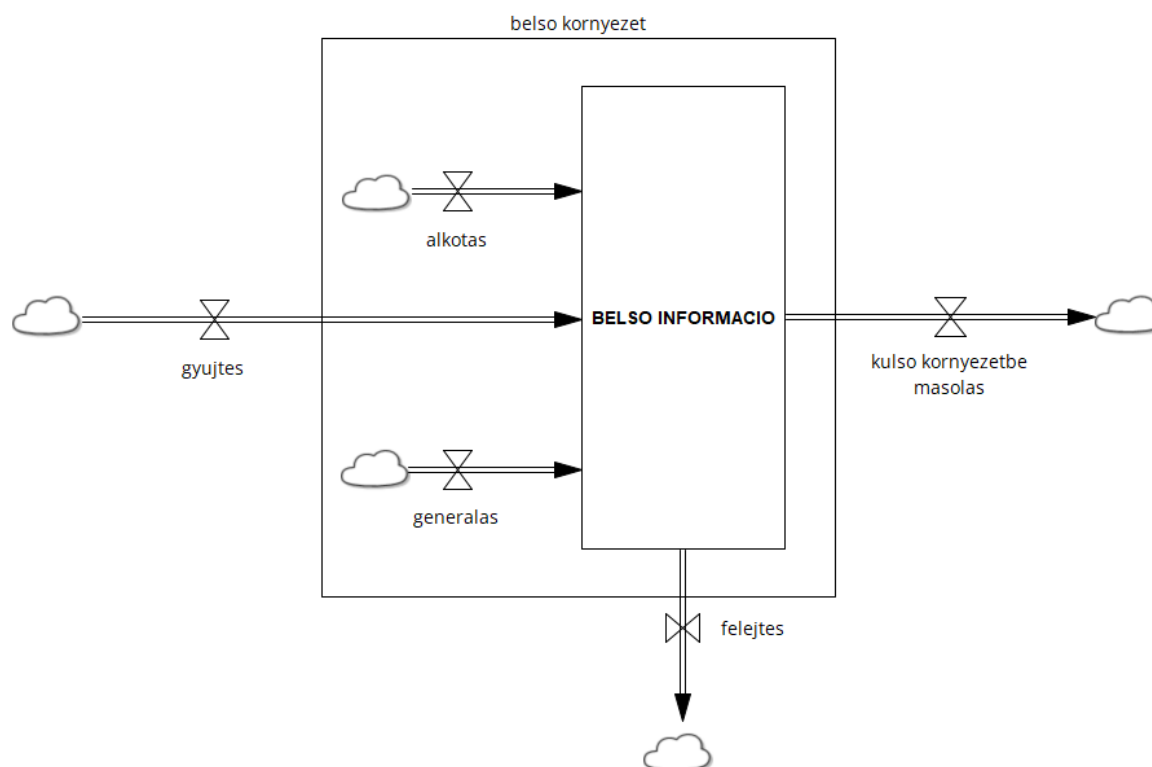 belso kornyezet
alkotas
gyujtes
BELSO INFORMACIO
kulso kornyezetbe
masolas
generalas
felejtes